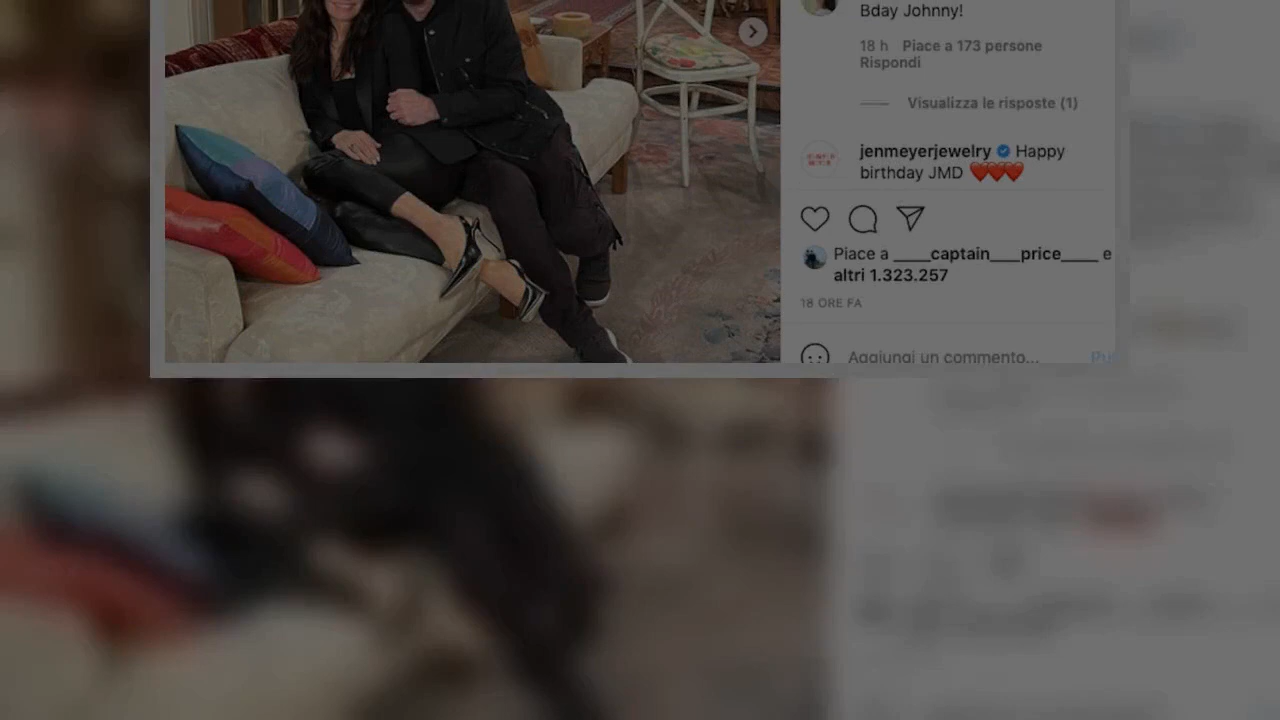 Bday Johnny!
18 h Piace a 173 persone
Rispondi
Visualizza le risposte (1)
jenmeyerjewelry Happy
birthday JMD ❤️❤️❤️
Piace a ____captain____price____ e
altri 1.323.257
18 ORE FA
Aggiungi un commento...